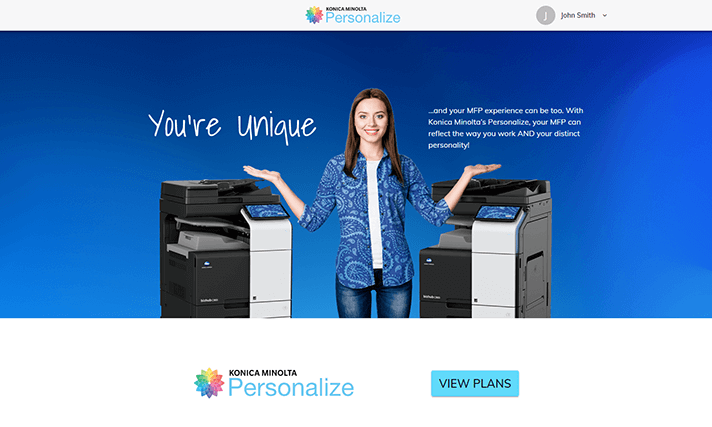 KONICA MINOLTA
Personalize
J
John Smith
You're Unique
...and your MFP experience can be too. With
Konica Minolta's Personalize, your MFP can
reflect the way you work AND your distinct
personality!
KONICA MINOLTA
Personalize
VIEW PLANS